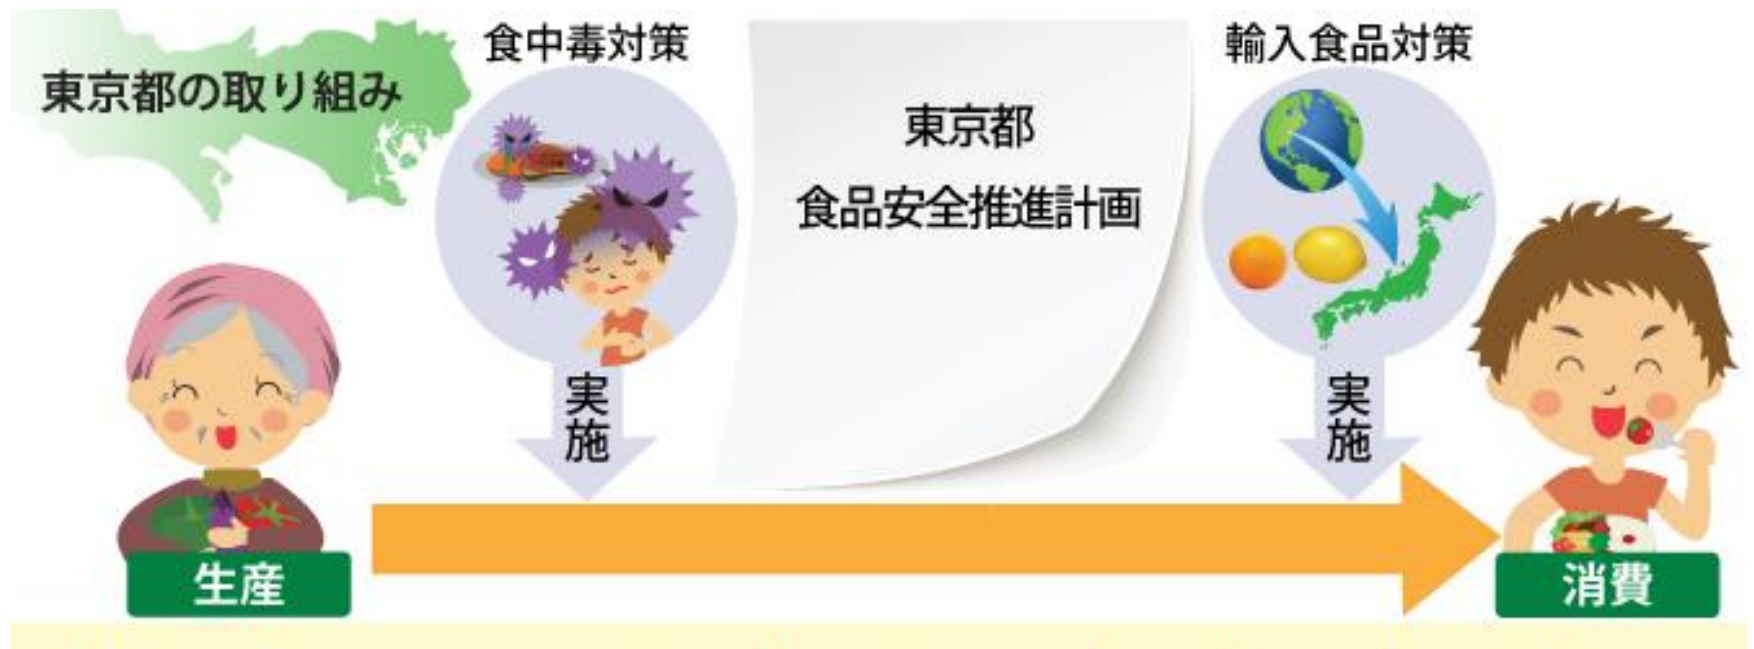 東京都の取り組み
食中毒対策
実施
東京都
食品安全推進計画
輸入食品対策
実施
生産
消費